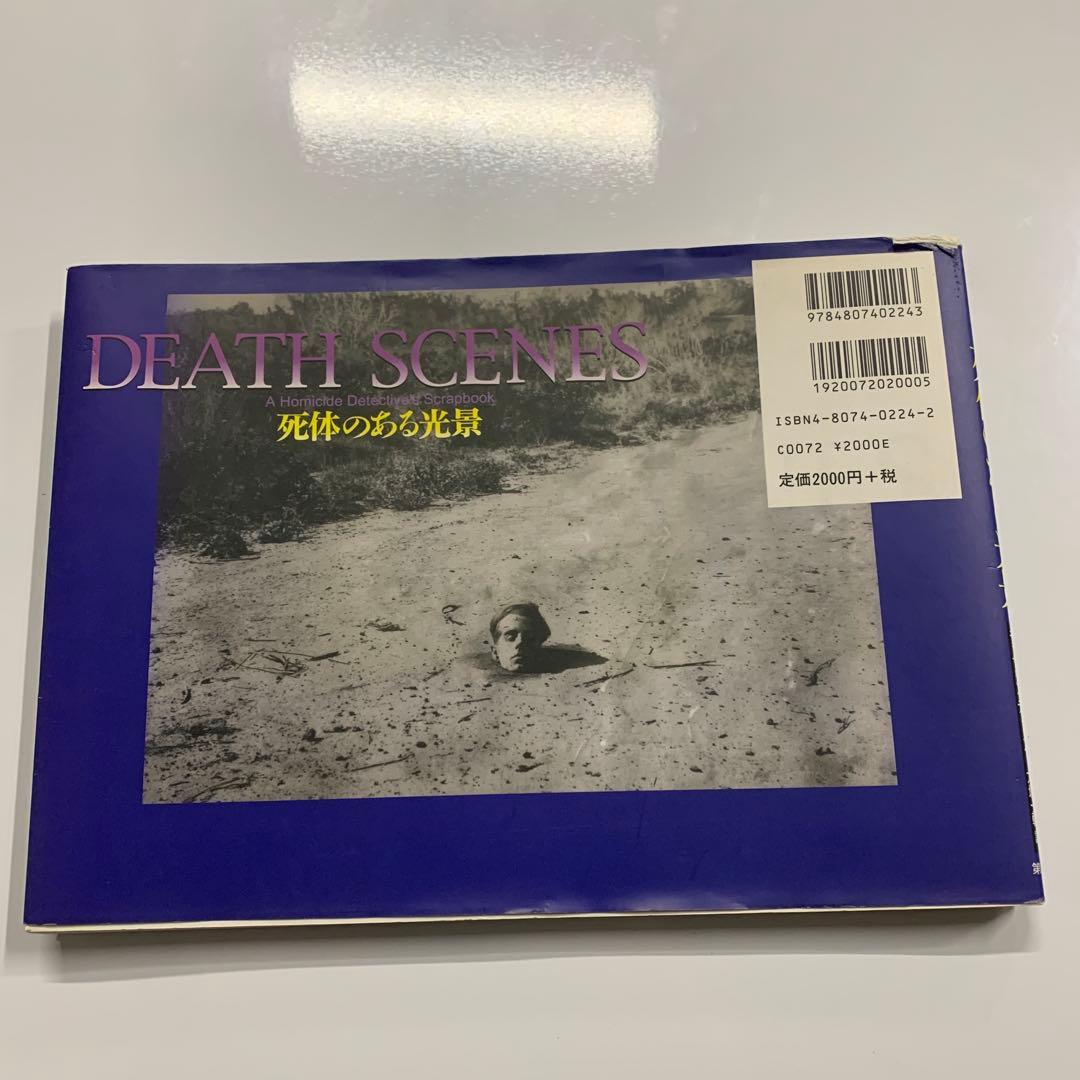 DEATH SCENES
A Homicide Detective's Scrapbook
死体のある光景
9784807402243
1920072020005
ISBN4-8074-0224-2
C0072 ¥2000E
定価2000円+税
第